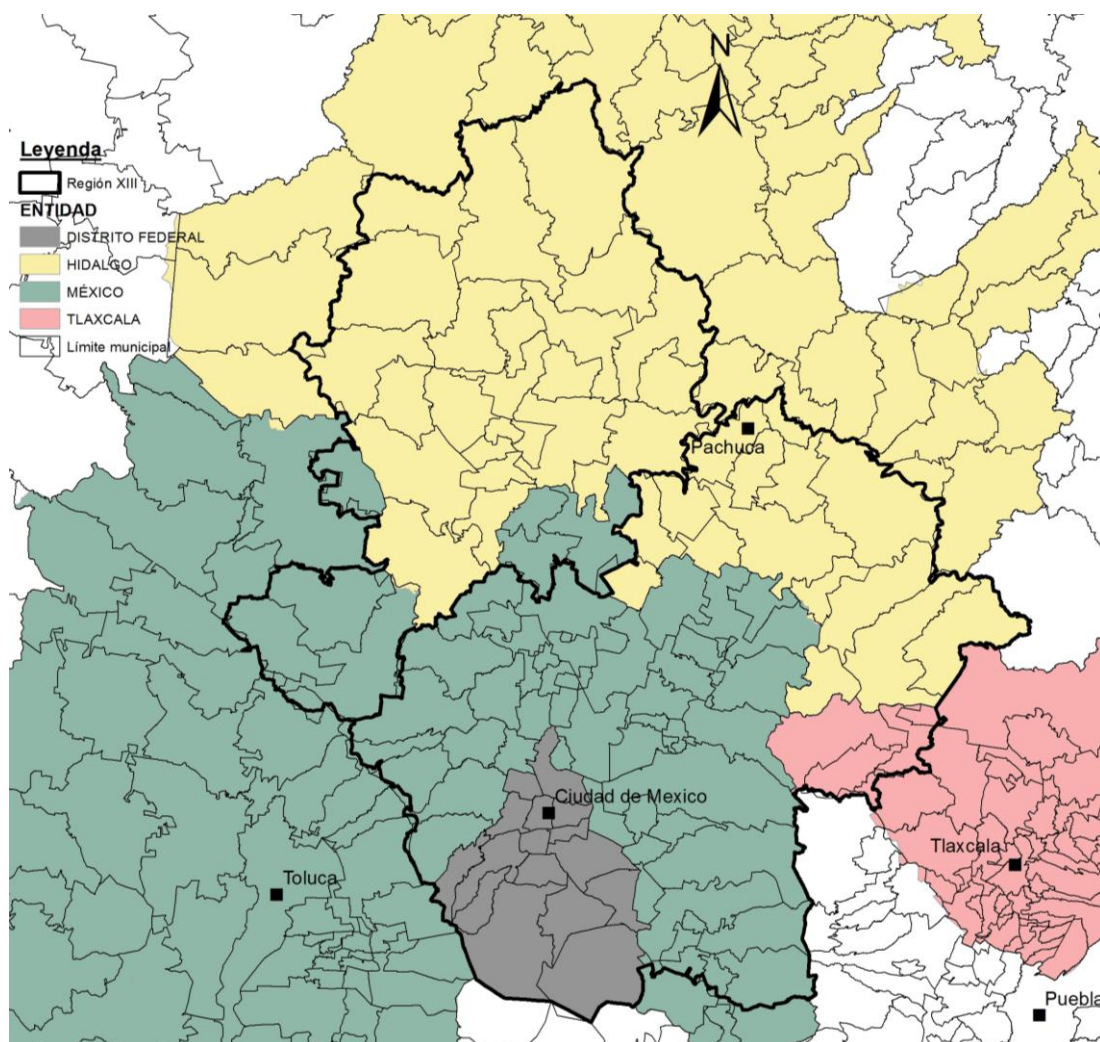 N
Leyenda
Región XIII
ENTIDAD
DISTRITO FEDERAL
HIDALGO
MÉXICO
TLAXCALA
Límite municipal
Pachuca
Ciudad de Mexico
Tlaxcala
Toluca
Puebla